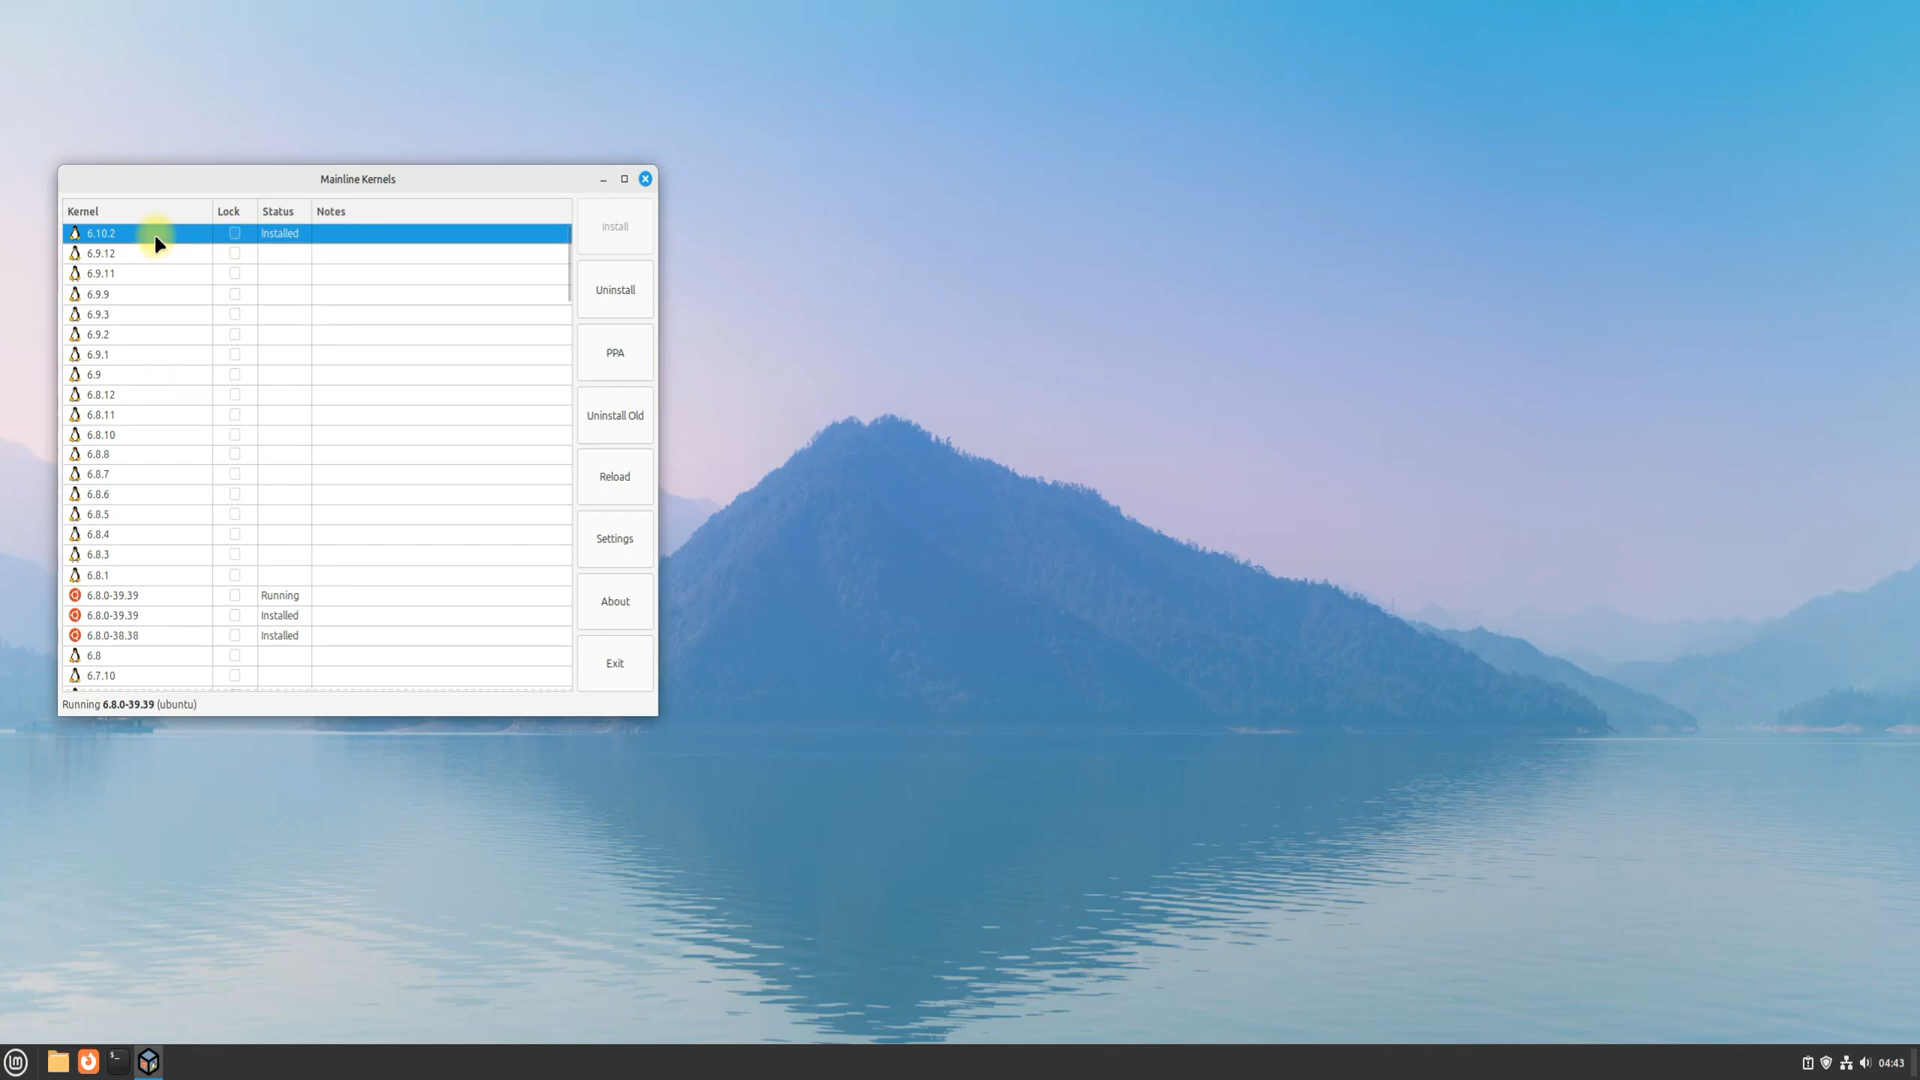 Mainline Kernels
Kernel Lock Status Notes
6.10.2 Installed
6.9.12
6.9.11
6.9.9
6.9.3
6.9.2
6.9.1
6.9
6.8.12
6.8.11
6.8.10
6.8.8
6.8.7
6.8.6
6.8.5
6.8.4
6.8.3
6.8.1
6.8.0-39.39 Running
6.8.0-39.39 Installed
6.8.0-38.38 Installed
6.8
6.7.10
Install
Uninstall
PPA
Uninstall Old
Reload
Settings
About
Exit
Running 6.8.0-39.39 (ubuntu)
04:43